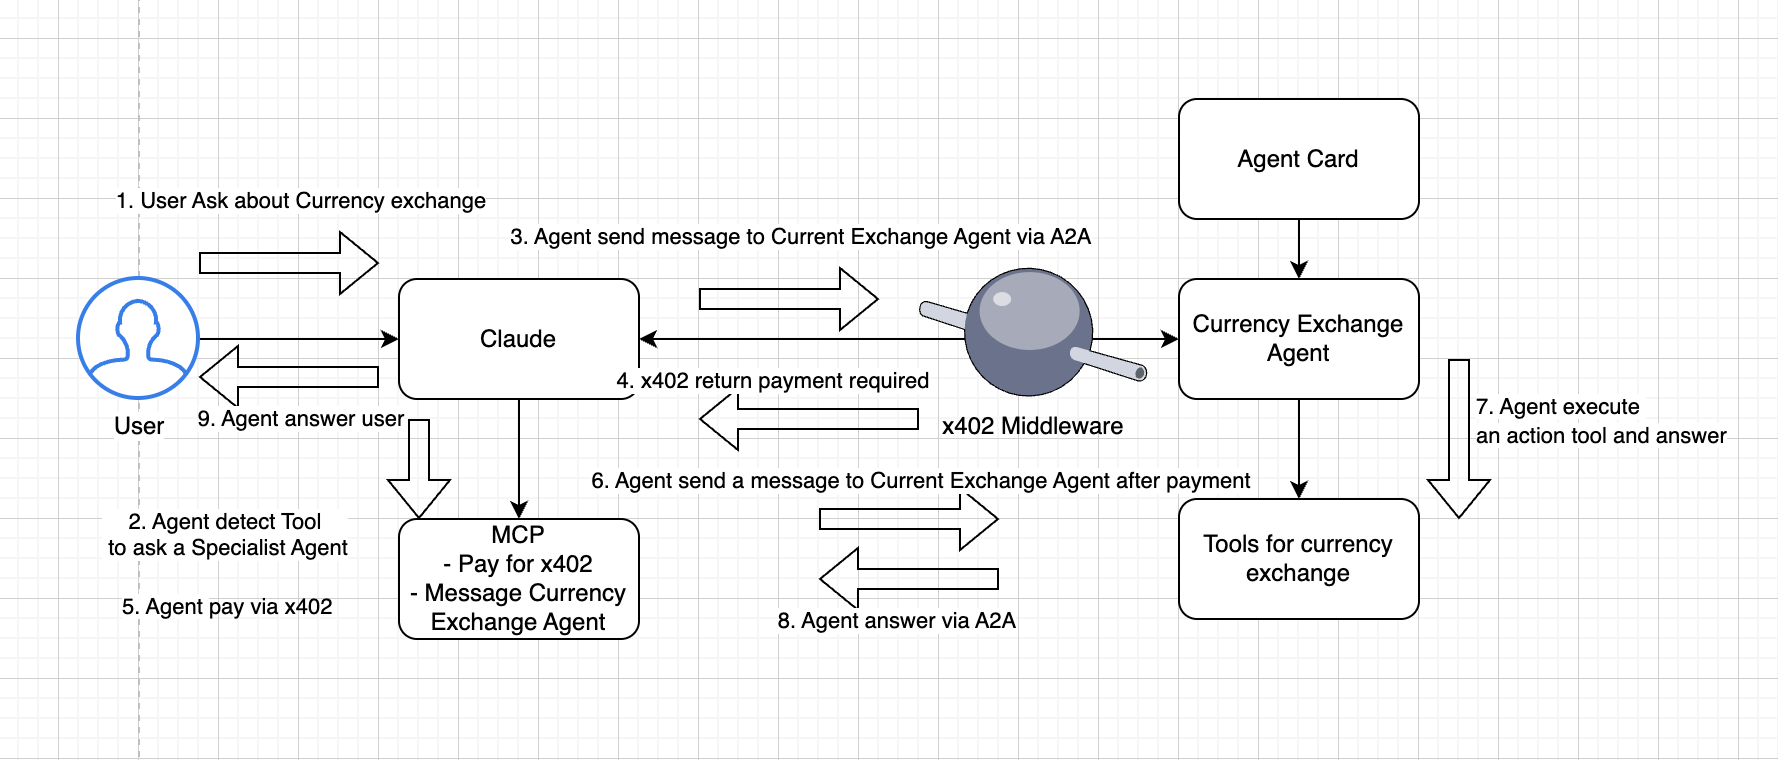 Agent Card
1. User Ask about Currency exchange
3. Agent send message to Current Exchange Agent via A2A
Claude
Currency Exchange
Agent
4. x402 return payment required
7. Agent execute
an action tool and answer
9. Agent answer user
User
x402 Middleware
6. Agent send a message to Current Exchange Agent after payment
2. Agent detect Tool
to ask a Specialist Agent
MCP
- Pay for x402
- Message Currency
Exchange Agent
Tools for currency
exchange
5. Agent pay via x402
8. Agent answer via A2A